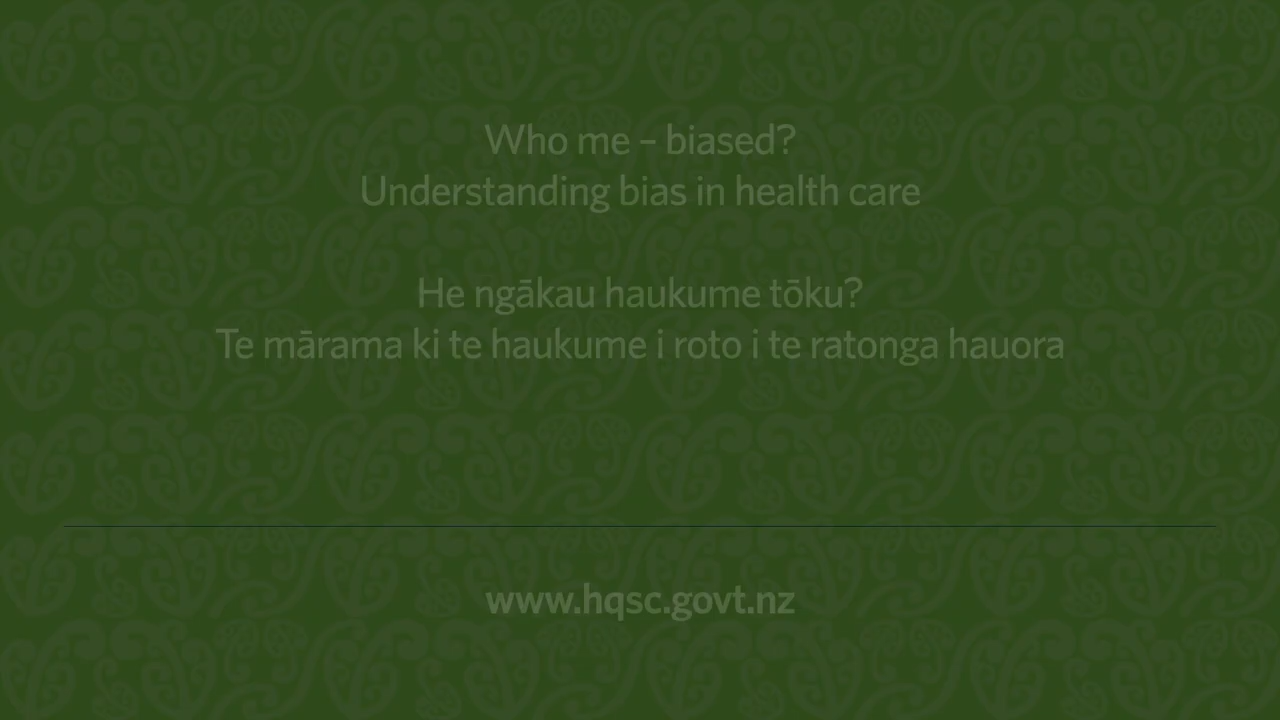 Who me – biased?
Understanding bias in health care
He ngākau haukume tōku?
Te mārama ki te haukume i roto i te ratonga hauora
www.hqsc.govt.nz